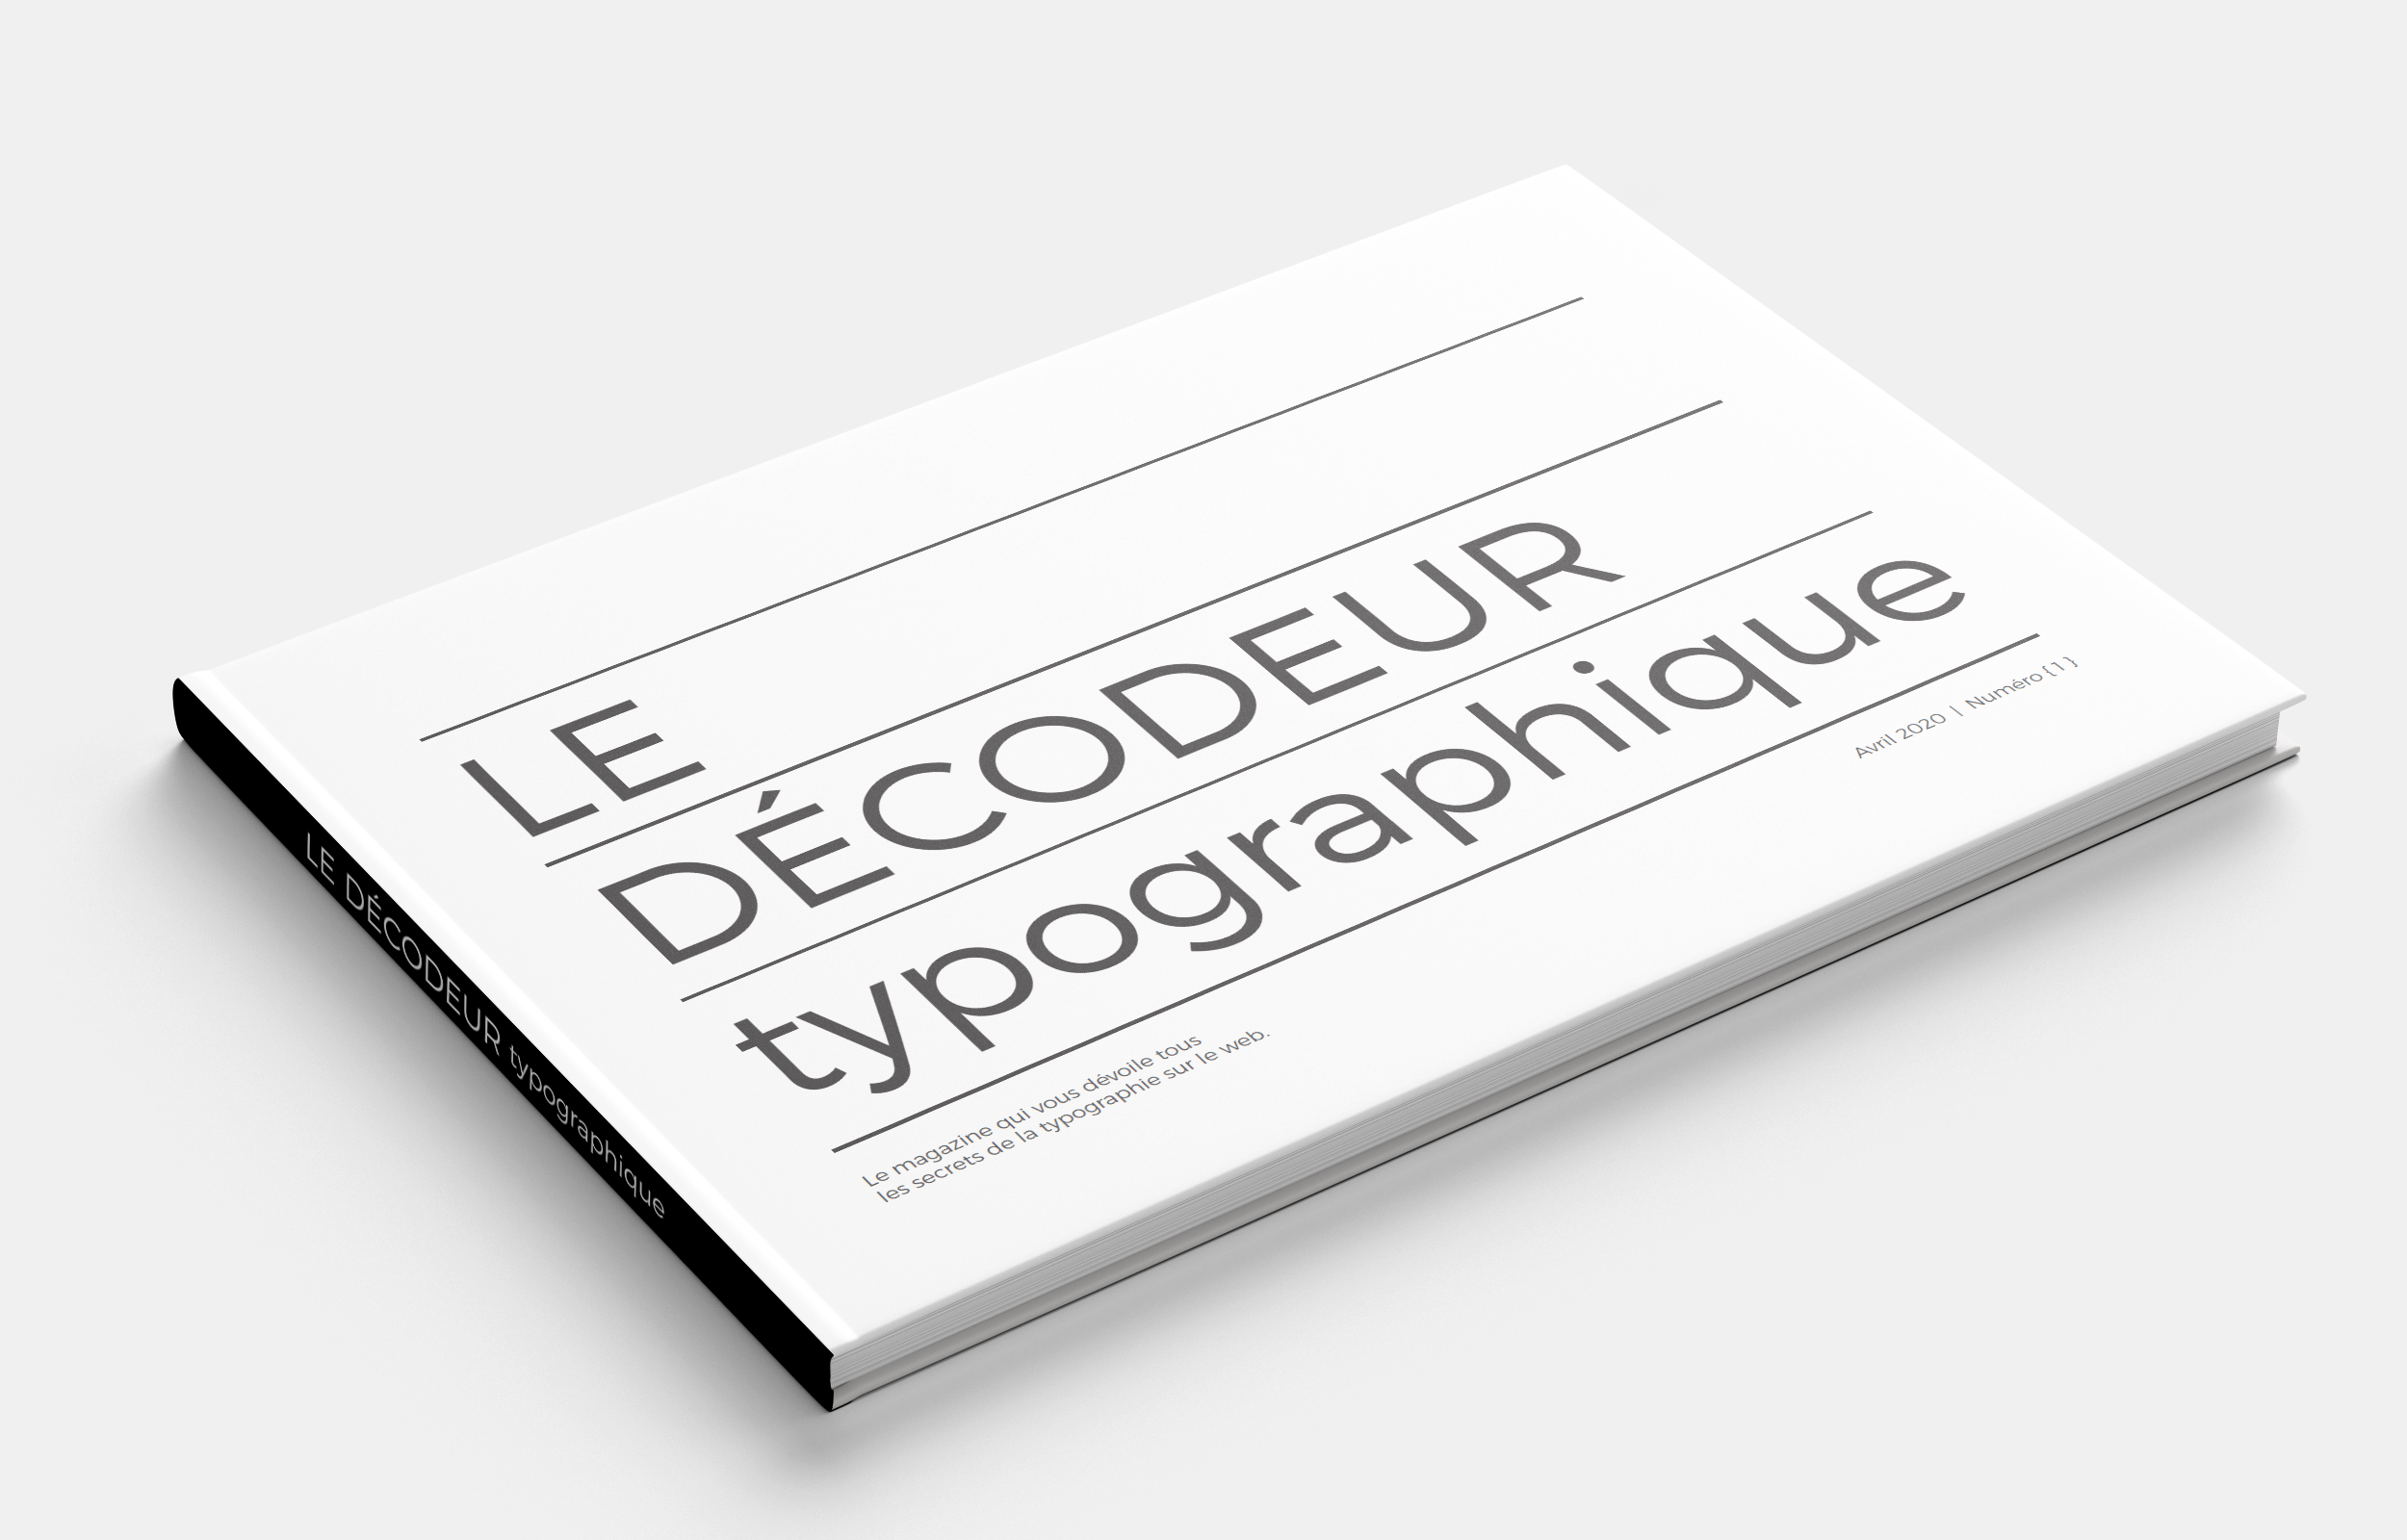 LE
DÉCODEUR
typographique
Le magazine qui vous dévoile tous
les secrets de la typographie sur le web.
Avril 2020 | Numéro { 1 }
LE DÉCODEUR typographique